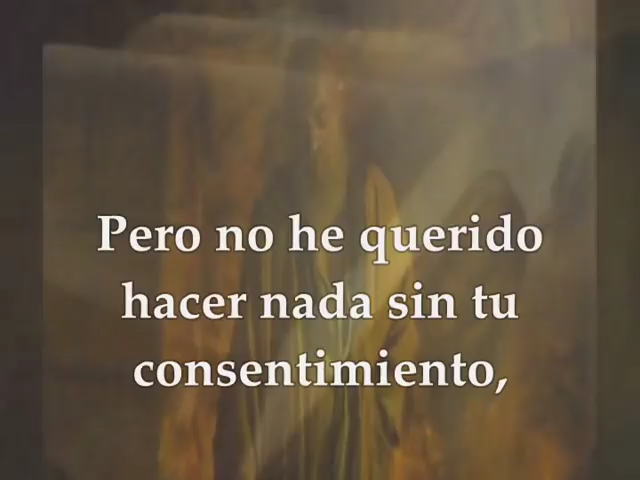 Pero no he querido
hacer nada sin tu
consentimiento,